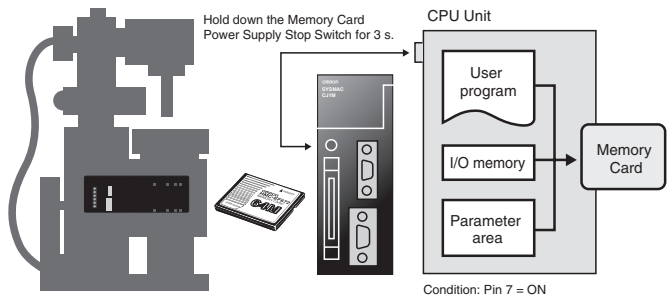 Hold down the Memory Card
Power Supply Stop Switch for 3 s.
CPU Unit
OMRON
SYSMAC
CJ1M
User
program
I/O memory
Parameter
area
Memory
Card
64M
Condition: Pin 7 = ON